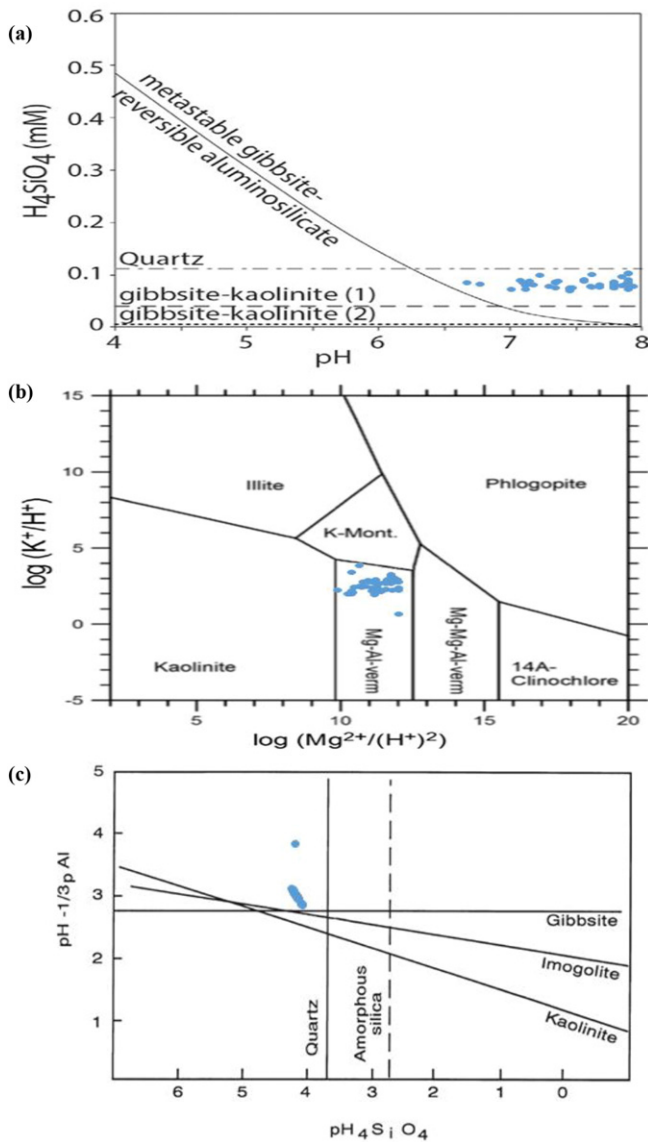 (a)
0.6
0.5
0.4
0.3
0.2
0.1
0
H₄SiO₄ (mM)
metastable gibbsite-
reversible aluminosilicate
Quartz
gibbsite-kaolinite (1)
gibbsite-kaolinite (2)
4 5 6 7 8
pH
(b)
15
10
5
0
-5
log (K⁺/H⁺)
Illite
Phlogopite
K-Mont.
Kaolinite
Mg-Al-verm
Mg-Mg-Al-verm
14A-
Clinochlore
5 10 15 20
log (Mg²⁺/(H⁺)²)
(c)
5
4
3
2
1
pH -1/3p Al
Gibbsite
Imogolite
Kaolinite
Quartz
Amorphous
silica
6 5 4 3 2 1 0
pH₄SᵢO₄